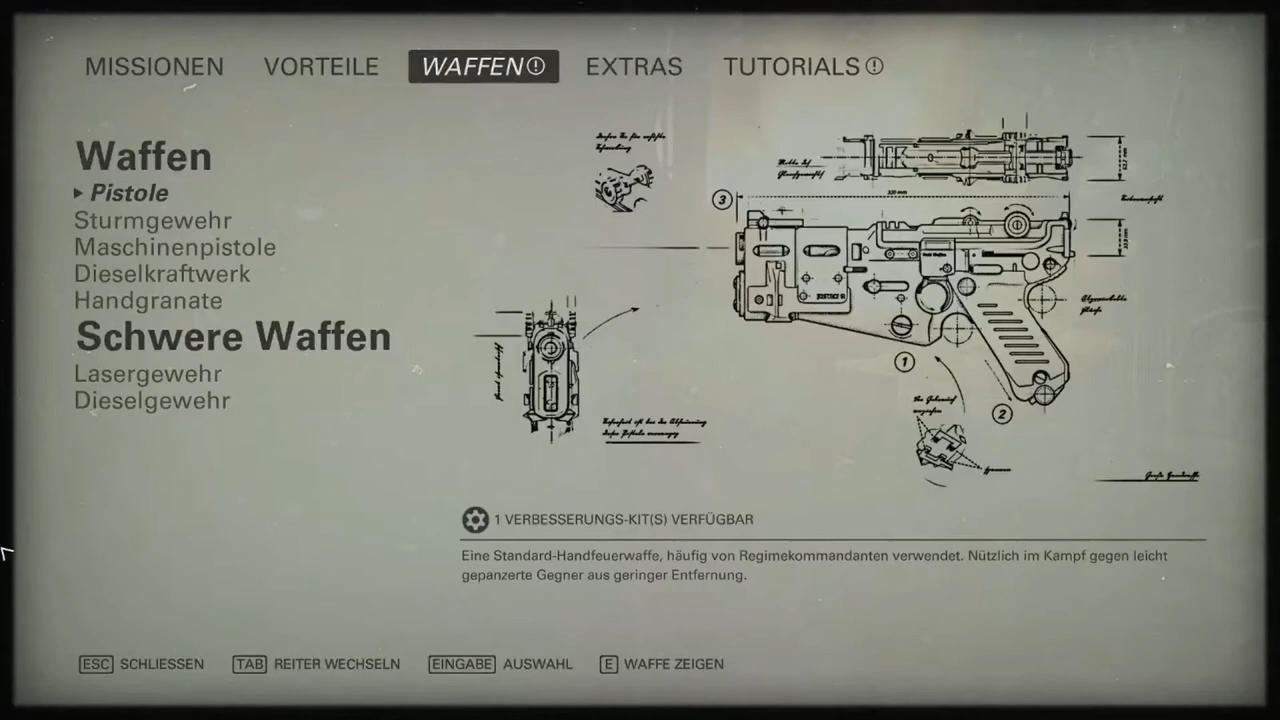 MISSIONEN VORTEILE WAFFEN EXTRAS TUTORIALS
Waffen
Pistole
Sturmgewehr
Maschinenpistole
Dieselkraftwerk
Handgranate
Schwere Waffen
Lasergewehr
Dieselgewehr
3
320 mm
1
2
1 VERBESSERUNGS-KIT(S) VERFÜGBAR
Eine Standard-Handfeuerwaffe, häufig von Regimekommandanten verwendet. Nützlich im Kampf gegen leicht
gepanzerte Gegner aus geringer Entfernung.
ESC SCHLIESSEN TAB REITER WECHSELN EINGABE AUSWAHL E WAFFE ZEIGEN